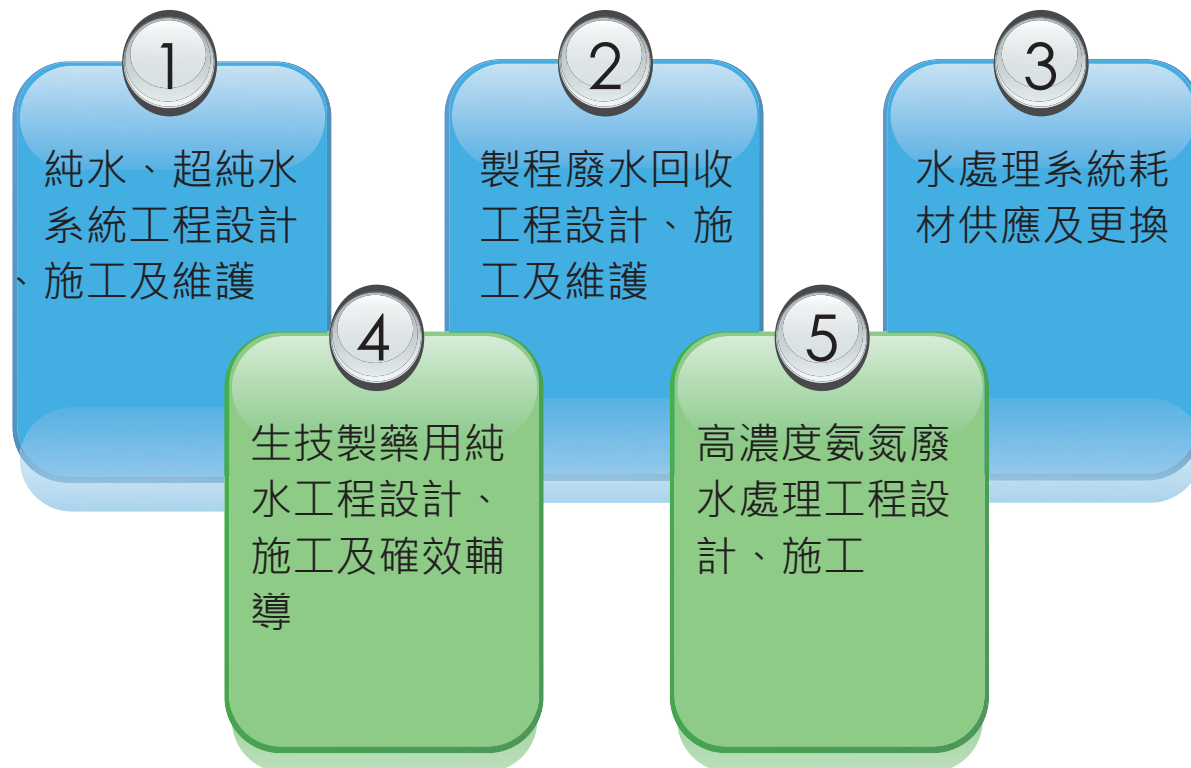 1
純水、超純水
系統工程設計
、施工及維護
2
製程廢水回收
工程設計、施
工及維護
3
水處理系統耗
材供應及更換
4
生技製藥用純
水工程設計、
施工及確效輔
導
5
高濃度氨氮廢
水處理工程設
計、施工